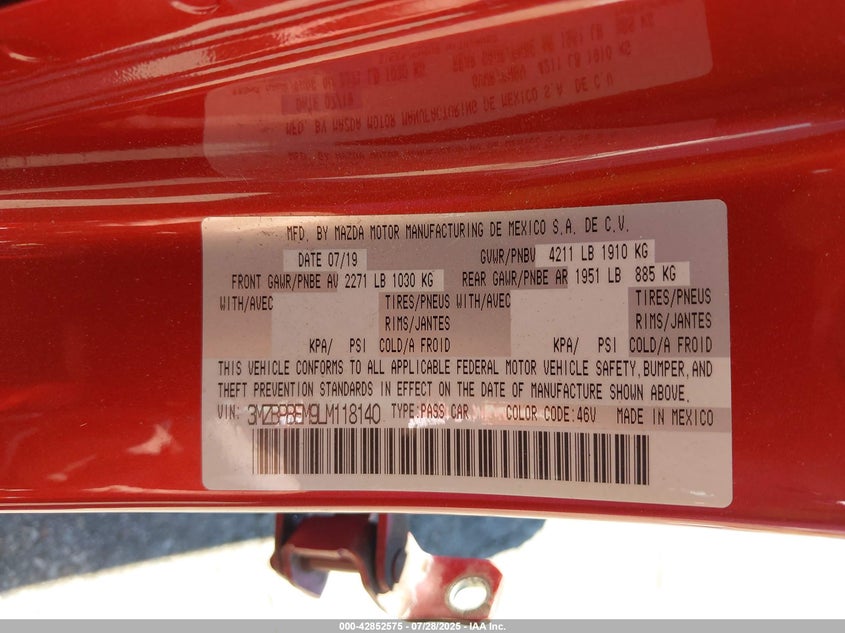 MFD. BY MAZDA MOTOR MANUFACTURING DE MEXICO S.A. DE C.V.
DATE 07/19 GVWR/PNBV 4211 LB 1910 KG
FRONT GAWR/PNBE AV 2271 LB 1030 KG REAR GAWR/PNBE AR 1951 LB 885 KG
WITH/AVEC TIRES/PNEUS WITH/AVEC TIRES/PNEUS
RIMS/JANTES RIMS/JANTES
KPA/ PSI COLD/A FROID KPA/ PSI COLD/A FROID
THIS VEHICLE CONFORMS TO ALL APPLICABLE FEDERAL MOTOR VEHICLE SAFETY, BUMPER, AND
THEFT PREVENTION STANDARDS IN EFFECT ON THE DATE OF MANUFACTURE SHOWN ABOVE.
VIN: 3MZBPBEM9LM118140 TYPE: PASS CAR COLOR CODE: 46V MADE IN MEXICO
000-42852575 - 07/28/2025 - IAA Inc.